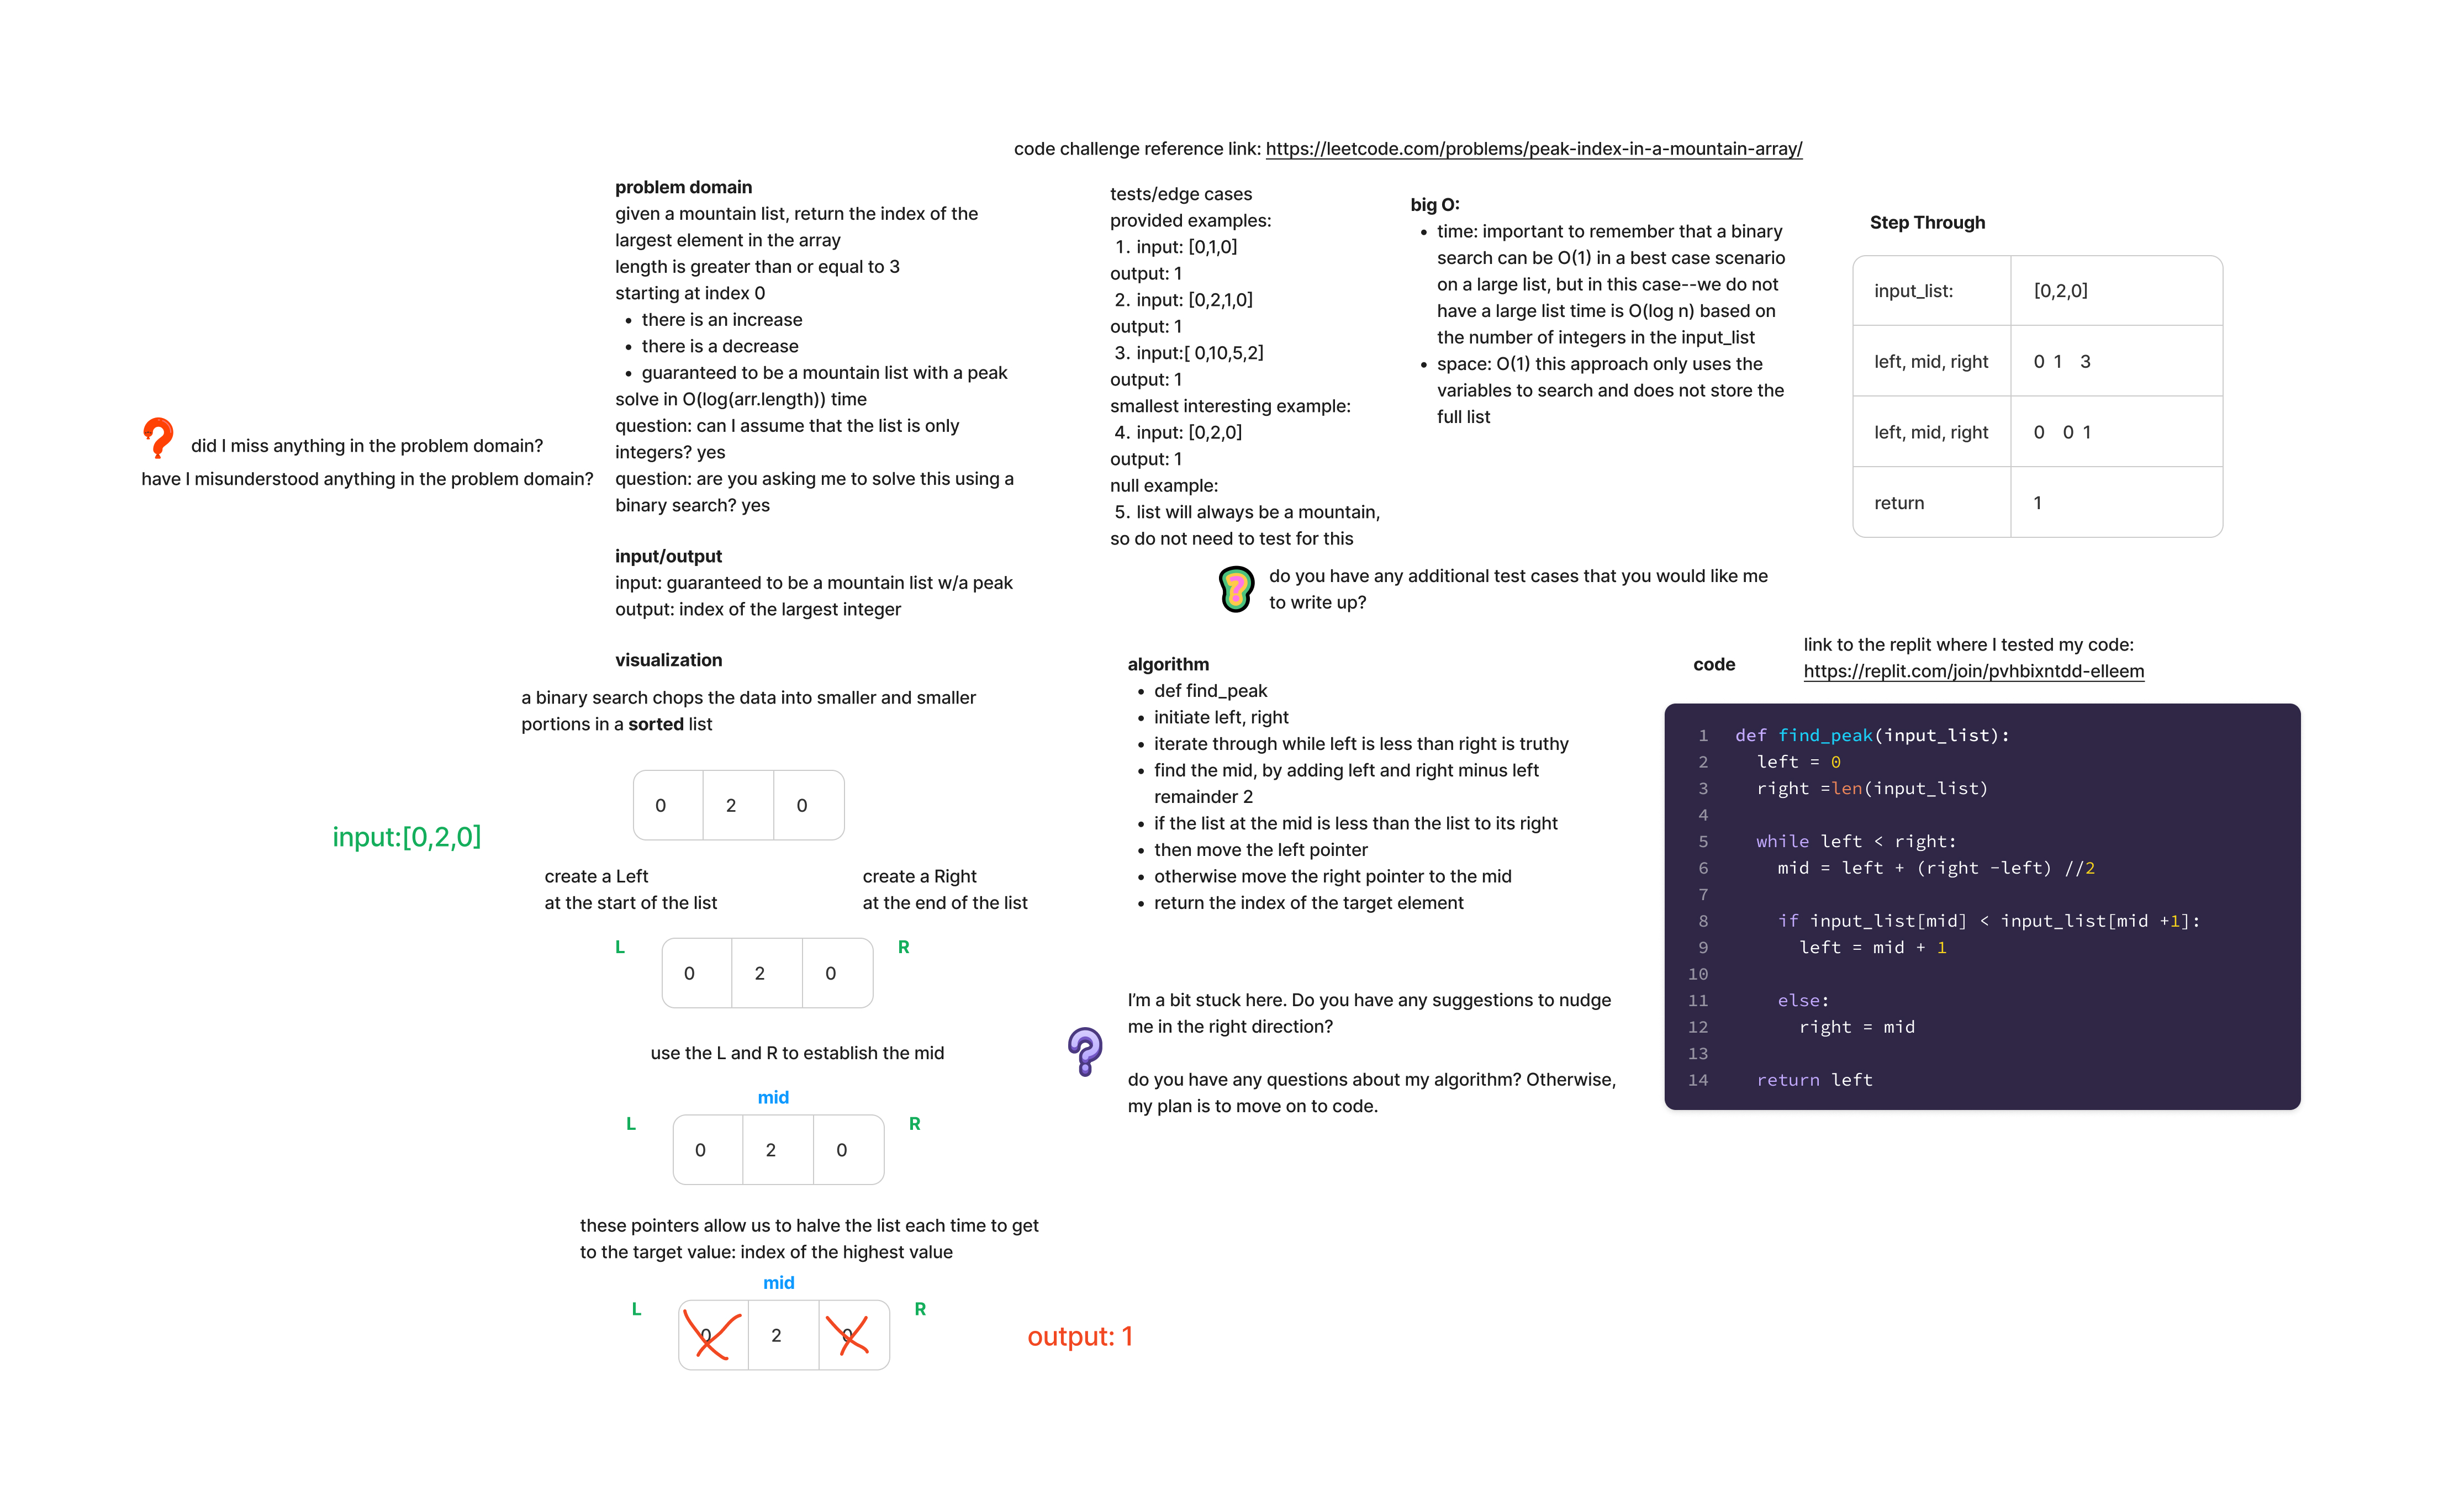 code challenge reference link: https://leetcode.com/problems/peak-index-in-a-mountain-array/
problem domain
given a mountain list, return the index of the
largest element in the array
length is greater than or equal to 3
starting at index 0
• there is an increase
• there is a decrease
• guaranteed to be a mountain list with a peak
solve in O(log(arr.length)) time
question: can I assume that the list is only
integers? yes
question: are you asking me to solve this using a
binary search? yes
did I miss anything in the problem domain?
have I misunderstood anything in the problem domain?
input/output
input: guaranteed to be a mountain list w/a peak
output: index of the largest integer
tests/edge cases
provided examples:
1. input: [0,1,0]
output: 1
2. input: [0,2,1,0]
output: 1
3. input:[ 0,10,5,2]
output: 1
smallest interesting example:
4. input: [0,2,0]
output: 1
null example:
5. list will always be a mountain,
so do not need to test for this
do you have any additional test cases that you would like me
to write up?
big O:
• time: important to remember that a binary
search can be O(1) in a best case scenario
on a large list, but in this case--we do not
have a large list time is O(log n) based on
the number of integers in the input_list
• space: O(1) this approach only uses the
variables to search and does not store the
full list
Step Through
input_list: [0,2,0]
left, mid, right 0 1 3
left, mid, right 0 0 1
return 1
visualization
a binary search chops the data into smaller and smaller
portions in a sorted list
0 2 0
input:[0,2,0]
create a Left
at the start of the list
create a Right
at the end of the list
L 0 2 0 R
use the L and R to establish the mid
mid
L 0 2 0 R
these pointers allow us to halve the list each time to get
to the target value: index of the highest value
mid
L 0 2 0 R
output: 1
algorithm
• def find_peak
• initiate left, right
• iterate through while left is less than right is truthy
• find the mid, by adding left and right minus left
remainder 2
• if the list at the mid is less than the list to its right
• then move the left pointer
• otherwise move the right pointer to the mid
• return the index of the target element
I'm a bit stuck here. Do you have any suggestions to nudge
me in the right direction?
do you have any questions about my algorithm? Otherwise,
my plan is to move on to code.
code
link to the replit where I tested my code:
https://replit.com/join/pvhbixntdd-elleem
1 def find_peak(input_list):
2 left = 0
3 right =len(input_list)
4
5 while left < right:
6 mid = left + (right -left) //2
7
8 if input_list[mid] < input_list[mid +1]:
9 left = mid + 1
10
11 else:
12 right = mid
13
14 return left